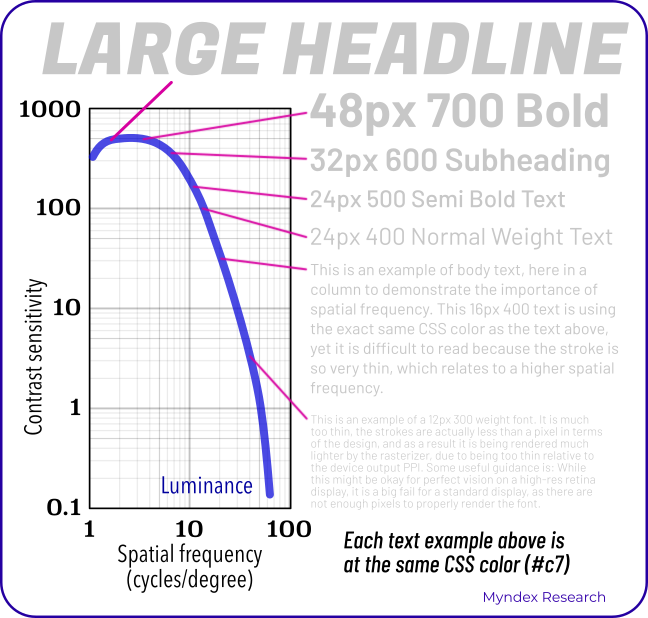 LARGE HEADLINE
48px 700 Bold
32px 600 Subheading
24px 500 Semi Bold Text
24px 400 Normal Weight Text
This is an example of body text, here in a
column to demonstrate the importance of
spatial frequency. This 16px 400 text is using
the exact same CSS color as the text above,
yet it is difficult to read because the stroke is
so very thin, which relates to a higher spatial
frequency.
This is an example of a 12px 300 weight font. It is much
too thin, the strokes are actually less than a pixel in terms
of the design, and as a result it is being rendered much
lighter by the rasterizer, due to being too thin relative to
the device output PPI. Some useful guidance is: While
this might be okay for perfect vision on a high-res retina
display, it is a big fail for a standard display, as there are
not enough pixels to properly render the font.
Each text example above is
at the same CSS color (#c7)
Myndex Research
Contrast sensitivity
1000
100
10
1
0.1
Luminance
1
10
100
Spatial frequency
(cycles/degree)